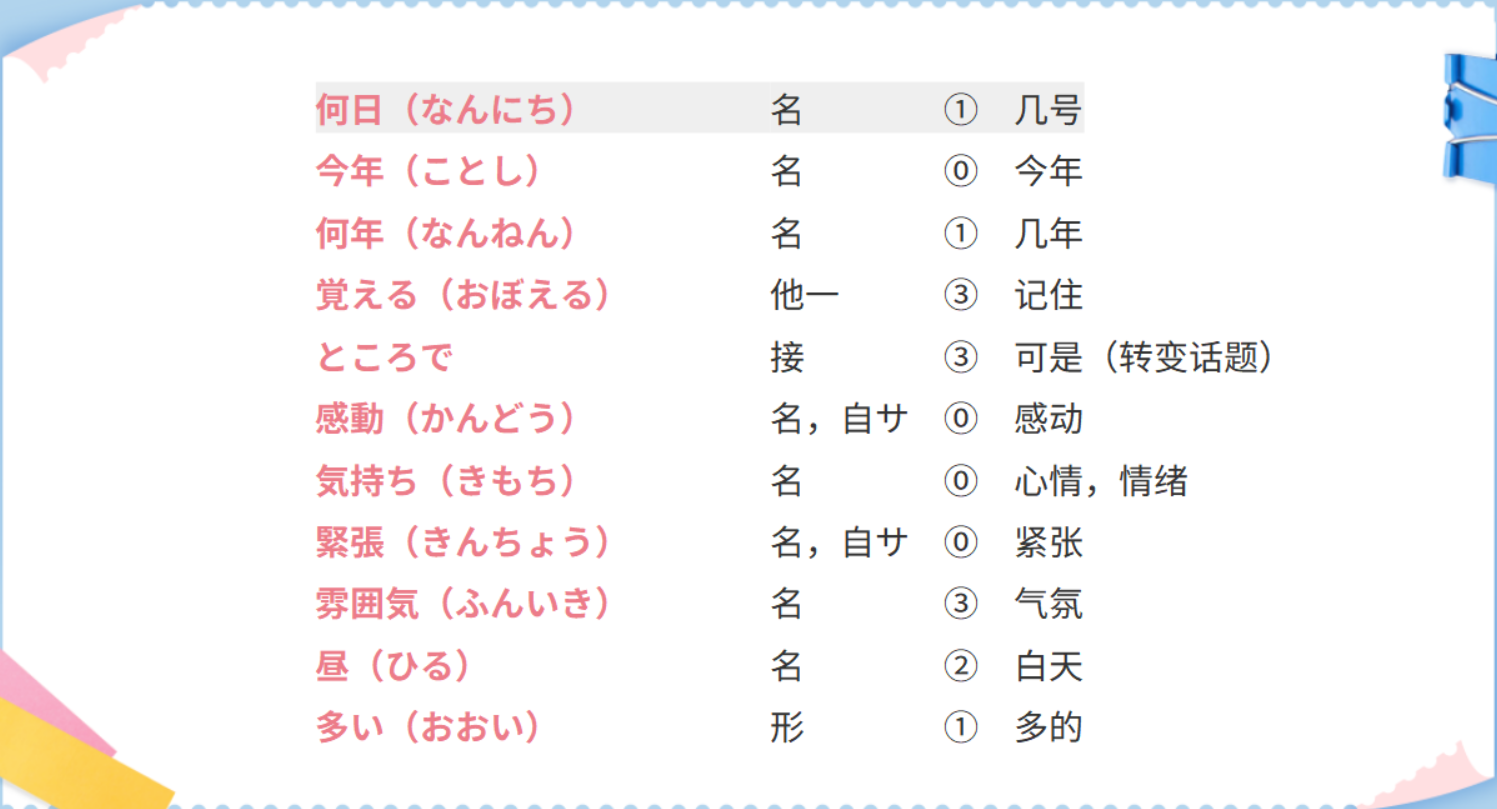 何日（なんにち） 名 ① 几号
今年（ことし） 名 ⓪ 今年
何年（なんねん） 名 ① 几年
覚える（おぼえる） 他一 ③ 记住
ところで 接 ③ 可是（转变话题）
感動（かんどう） 名，自サ ⓪ 感动
気持ち（きもち） 名 ⓪ 心情，情绪
緊張（きんちょう） 名，自サ ⓪ 紧张
雰囲気（ふんいき） 名 ③ 气氛
昼（ひる） 名 ② 白天
多い（おおい） 形 ① 多的